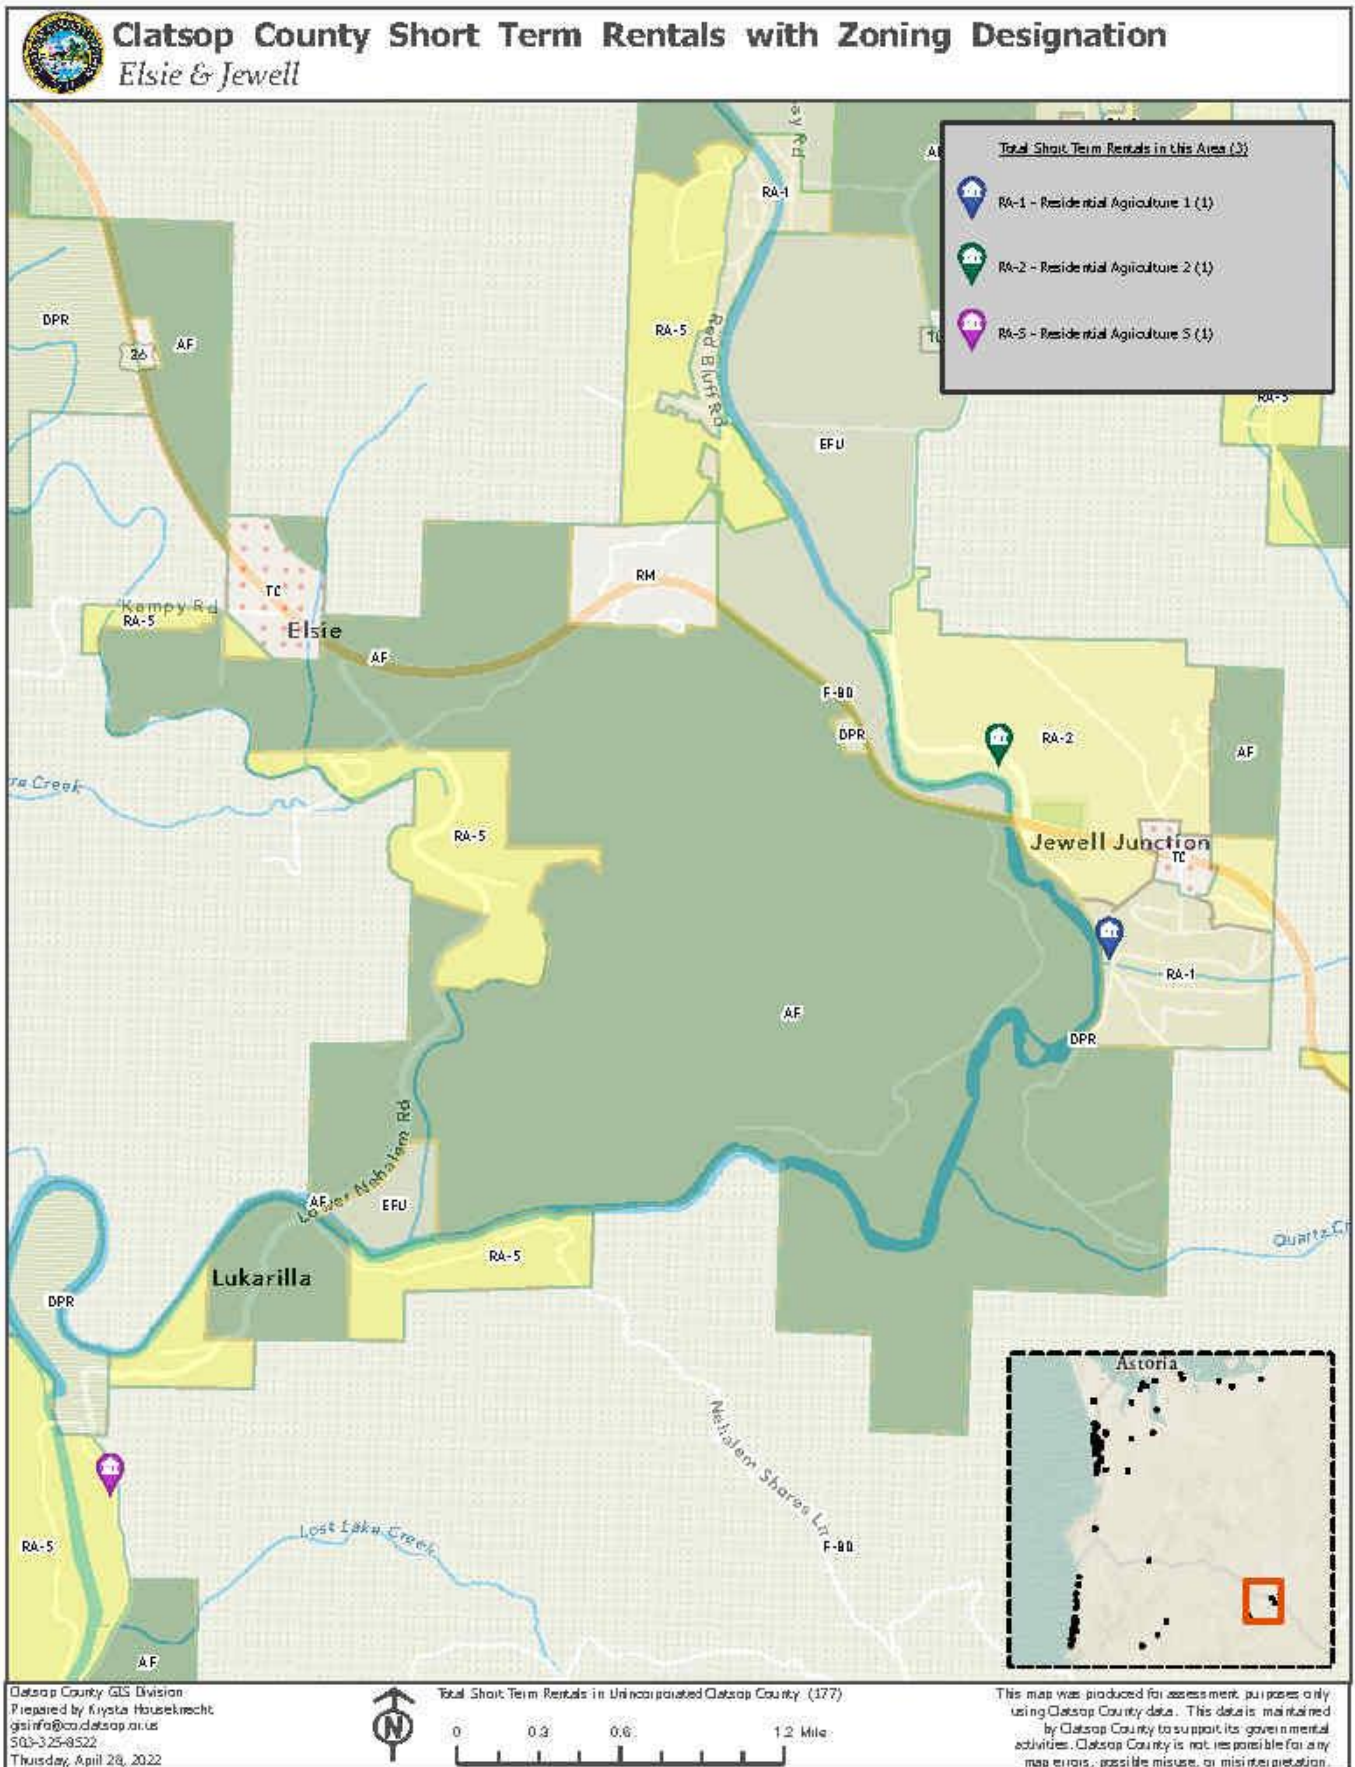 Clatsop County Short Term Rentals with Zoning Designation
Elsie & Jewell
Total Short Term Rentals in this Area (3)
RA-1 - Residential Agriculture 1 (1)
RA-2 - Residential Agriculture 2 (1)
RA-5 - Residential Agriculture 5 (1)
RA-1
DPR
26
AF
RA-5
Red Bluff Rd
EFU
RA-5
TC
RM
Kampy Rd
RA-5
Elsie
AF
F-80
DPR
RA-2
AF
Creek
RA-5
Jewell Junction
TC
RA-1
AF
DPR
Lower Nehalem Rd
AF
EFU
RA-5
Lukarilla
DPR
Quartz Cr
Astoria
Nehalem Shores Ln
Lost Lake Creek
RA-5
F-80
AF
Clatsop County GIS Division
Prepared by Krysta Houseknecht
gisinfo@co.clatsop.or.us
503-325-8522
Thursday, April 28, 2022
N
Total Short Term Rentals in Unincorporated Clatsop County (177)
0 0.3 0.6 1.2 Mile
This map was produced for assessment purposes only
using Clatsop County data. This data is maintained
by Clatsop County to support its governmental
activities. Clatsop County is not responsible for any
map errors, possible misuse, or misinterpretation.